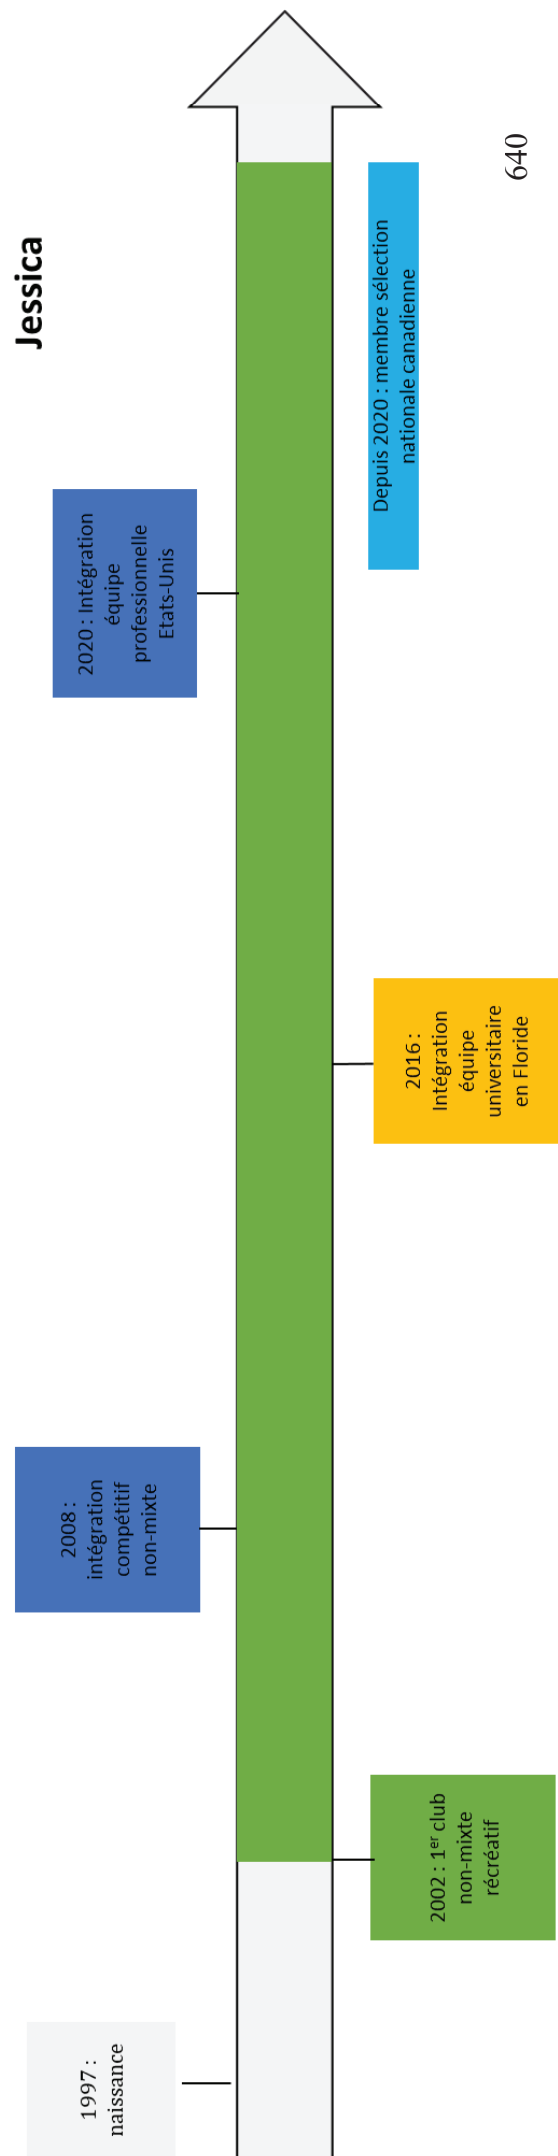 Jessica
1997 :
naissance
2008 :
intégration
compétitif
non-mixte
2020 : Intégration
équipe
professionnelle
Etats-Unis
2002 : 1er club
non-mixte
récréatif
2016 :
Intégration
équipe
universitaire
en Floride
Depuis 2020 : membre sélection
nationale canadienne
640